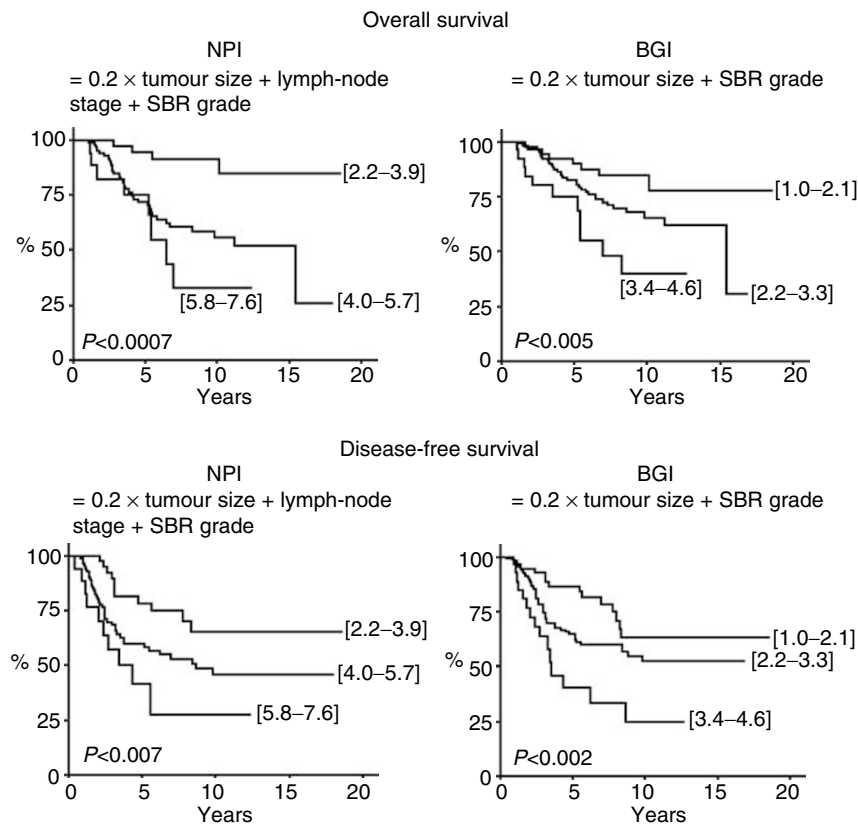 Overall survival
NPI
= 0.2 × tumour size + lymph-node
stage + SBR grade
100
75
% 50
25
0
[2.2–3.9]
[5.8–7.6]
[4.0–5.7]
P<0.0007
0 5 10 15 20
Years
BGI
= 0.2 × tumour size + SBR grade
100
75
% 50
25
0
[1.0–2.1]
[3.4–4.6]
[2.2–3.3]
P<0.005
0 5 10 15 20
Years
Disease-free survival
NPI
= 0.2 × tumour size + lymph-node
stage + SBR grade
100
75
% 50
25
0
[2.2–3.9]
[4.0–5.7]
[5.8–7.6]
P<0.007
0 5 10 15 20
Years
BGI
= 0.2 × tumour size + SBR grade
100
75
% 50
25
0
[1.0–2.1]
[2.2–3.3]
[3.4–4.6]
P<0.002
0 5 10 15 20
Years